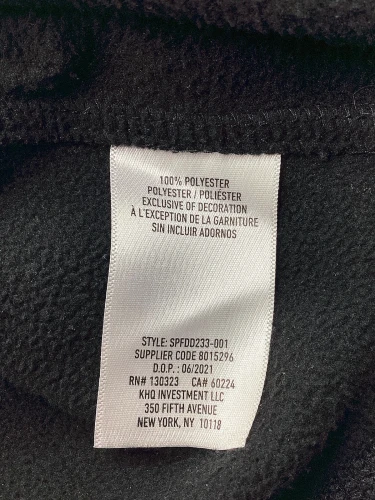 100% POLYESTER
POLYESTER / POLIÉSTER
EXCLUSIVE OF DECORATION
À L'EXCEPTION DE LA GARNITURE
SIN INCLUIR ADORNOS
STYLE: SPFDD233-001
SUPPLIER CODE 8015296
D.O.P.: 06/2021
RN# 130323 CA# 60224
KHQ INVESTMENT LLC
350 FIFTH AVENUE
NEW YORK, NY 10118